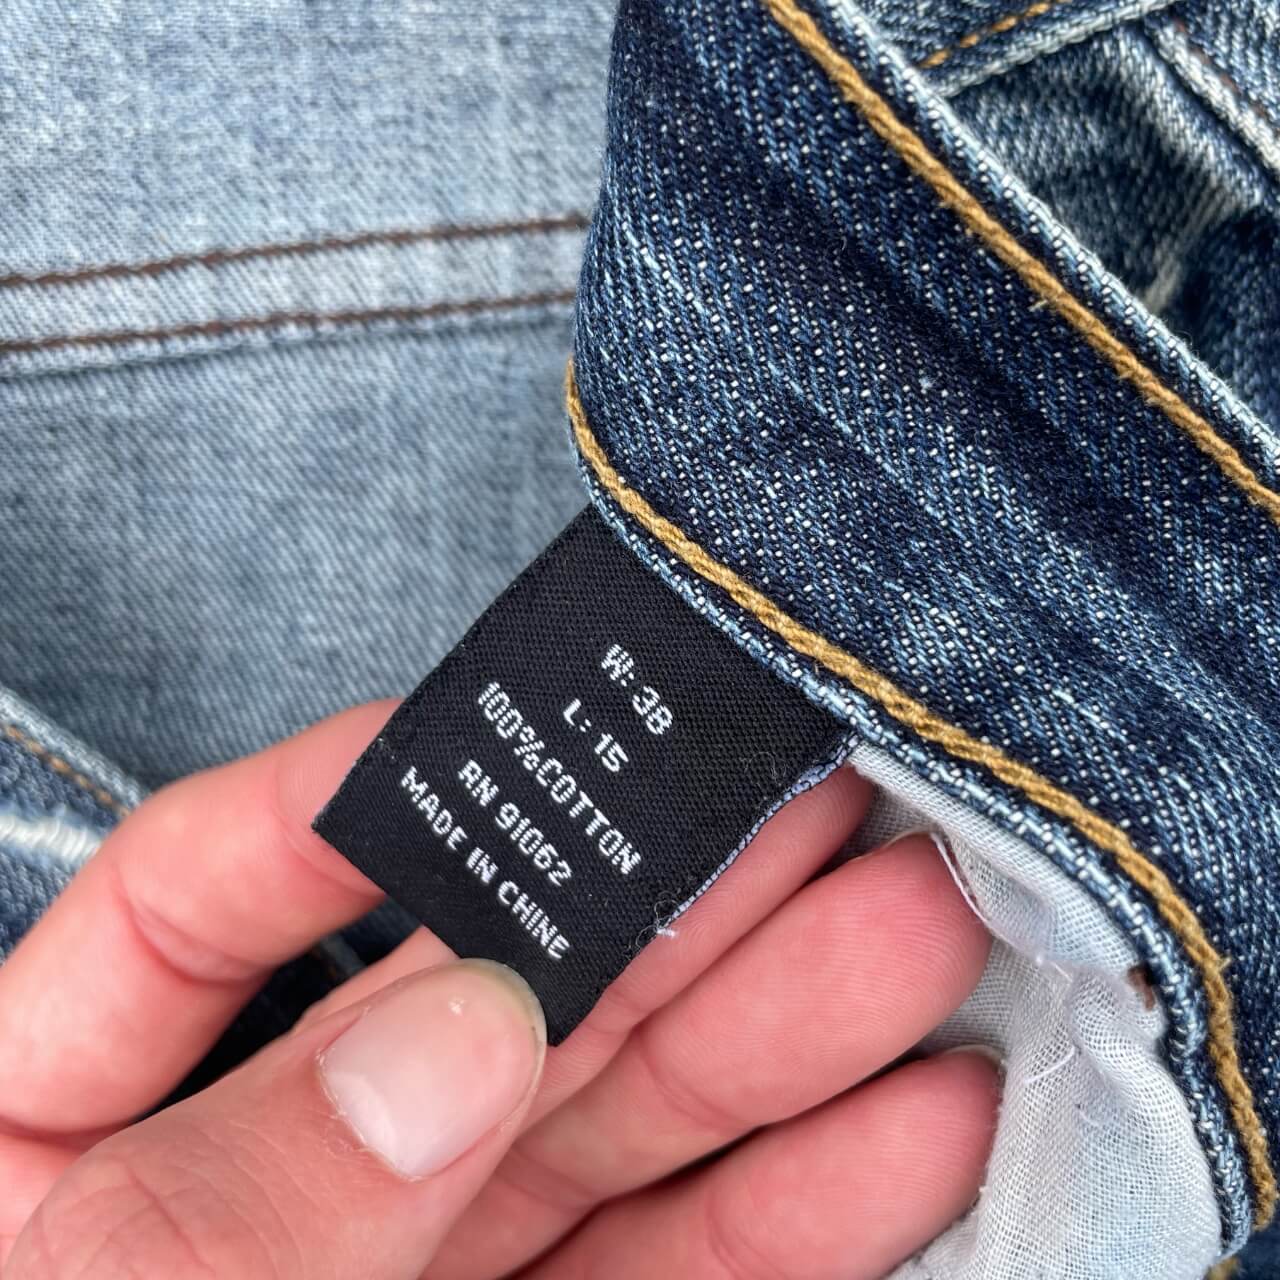 W: 38
L: 15
100%COTTON
RN 91062
MADE IN CHINE